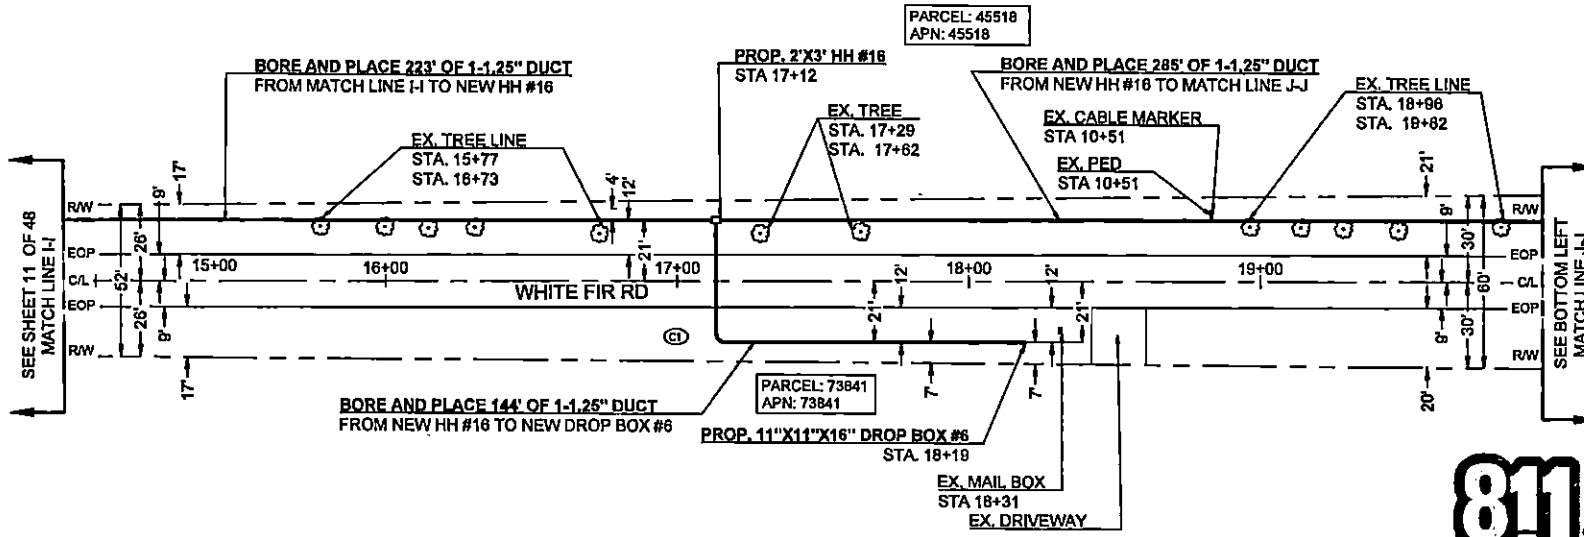 PARCEL: 45518
APN: 45518
BORE AND PLACE 223' OF 1-1.25" DUCT
FROM MATCH LINE I-I TO NEW HH #16
PROP. 2'X3' HH #16
STA 17+12
BORE AND PLACE 285' OF 1-1.25" DUCT
FROM NEW HH #16 TO MATCH LINE J-J
EX. TREE LINE
STA. 18+96
STA. 19+82
EX. TREE LINE
STA. 15+77
STA. 16+73
EX. TREE
STA. 17+29
STA. 17+62
EX. CABLE MARKER
STA 10+51
EX. PED
STA 10+51
SEE SHEET 11 OF 48
MATCH LINE I-I
R/W
EOP
C/L
EOP
R/W
52'
26'
26'
9'
17'
9'
17'
4'
12'
21'
15+00
16+00
17+00
18+00
19+00
WHITE FIR RD
C1
21'
12'
12'
21'
7'
7'
21'
9'
30'
60'
30'
9'
20'
R/W
EOP
C/L
EOP
R/W
SEE BOTTOM LEFT
MATCH LINE J-J
PARCEL: 73841
APN: 73841
BORE AND PLACE 144' OF 1-1.25" DUCT
FROM NEW HH #16 TO NEW DROP BOX #6
PROP. 11"X11"X16" DROP BOX #6
STA. 18+19
EX. MAIL BOX
STA 18+31
EX. DRIVEWAY
811